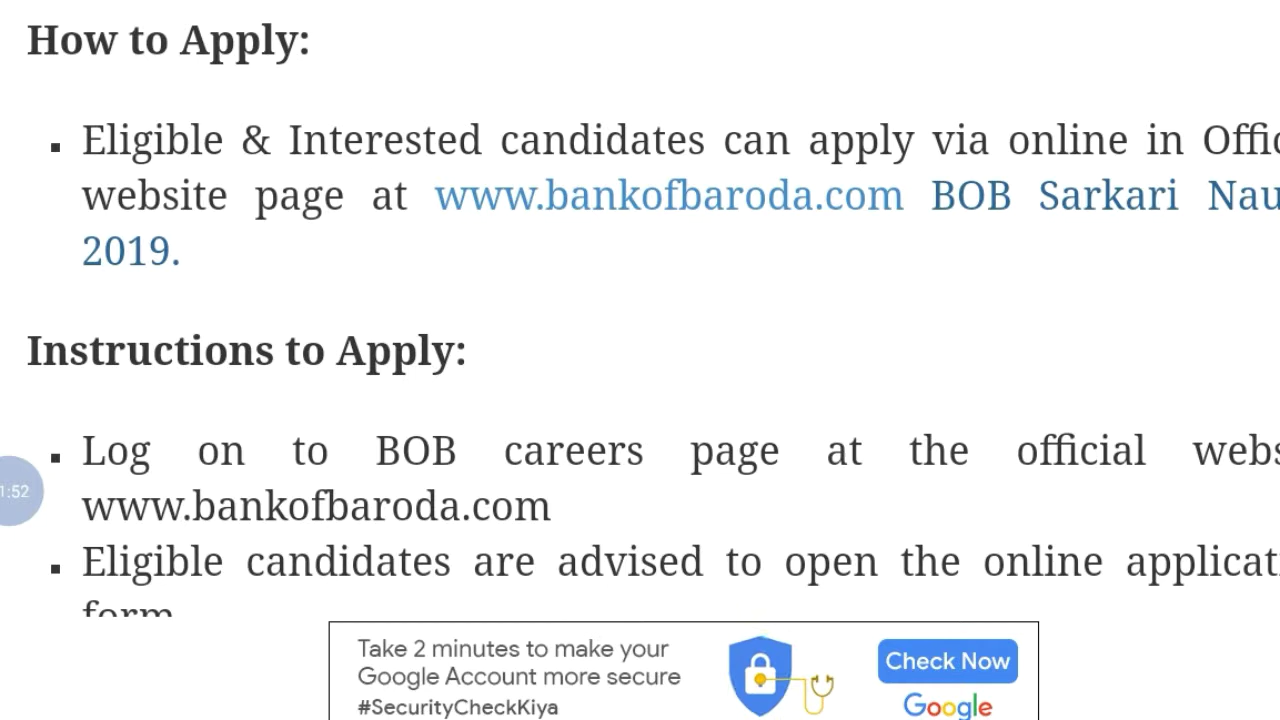 How to Apply:
Eligible & Interested candidates can apply via online in
website page at www.bankofbaroda.com BOB Sarkari
2019.
Instructions to Apply:
Log on to BOB careers page at the official
1:52
www.bankofbaroda.com
Eligible candidates are advised to open the online
form
Take 2 minutes to make your
Google Account more secure
#SecurityCheckKiya
Check Now
Google